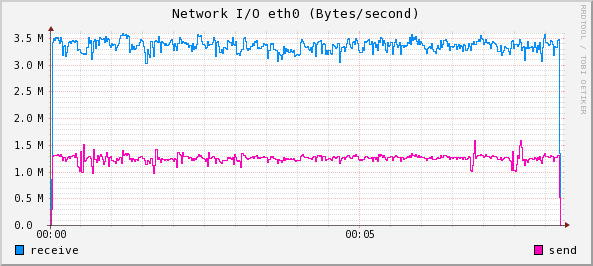 Network I/O eth0 (Bytes/second)
RRDTOOL / TOBI OETIKER
3.5 M
3.0 M
2.5 M
2.0 M
1.5 M
1.0 M
0.5 M
0.0
00:00 00:05
receive send